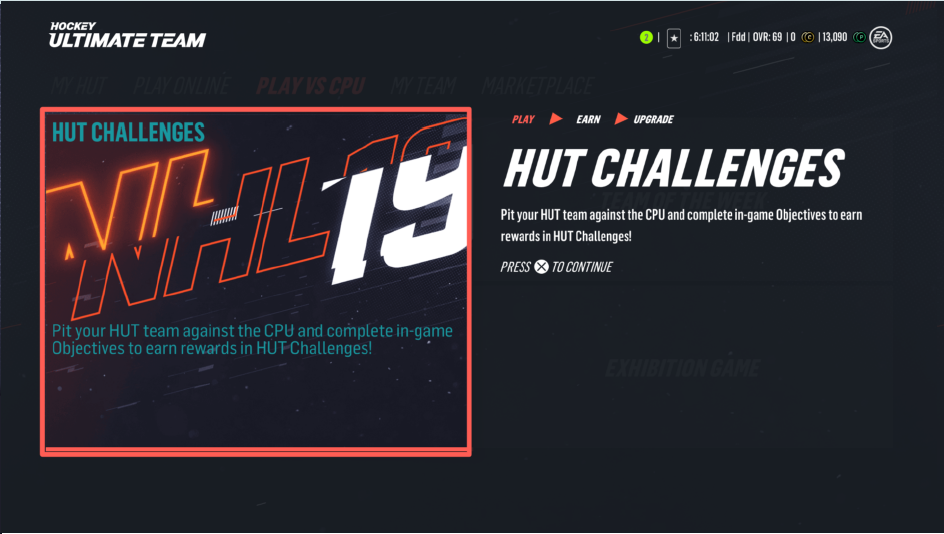 HOCKEY
ULTIMATE TEAM
2 | : 6:11:02 | Fdd | OVR: 69 | 0 | 13,090
EA SPORTS
MY HUT PLAY ONLINE PLAY VS CPU MY TEAM MARKETPLACE
HUT CHALLENGES
NHL 19
Pit your HUT team against the CPU and complete in-game
Objectives to earn rewards in HUT Challenges!
PLAY EARN UPGRADE
HUT CHALLENGES
TEAM OF THE WEEK
Pit your HUT team against the CPU and complete in-game Objectives to earn
rewards in HUT Challenges!
PRESS X TO CONTINUE
EXHIBITION GAME